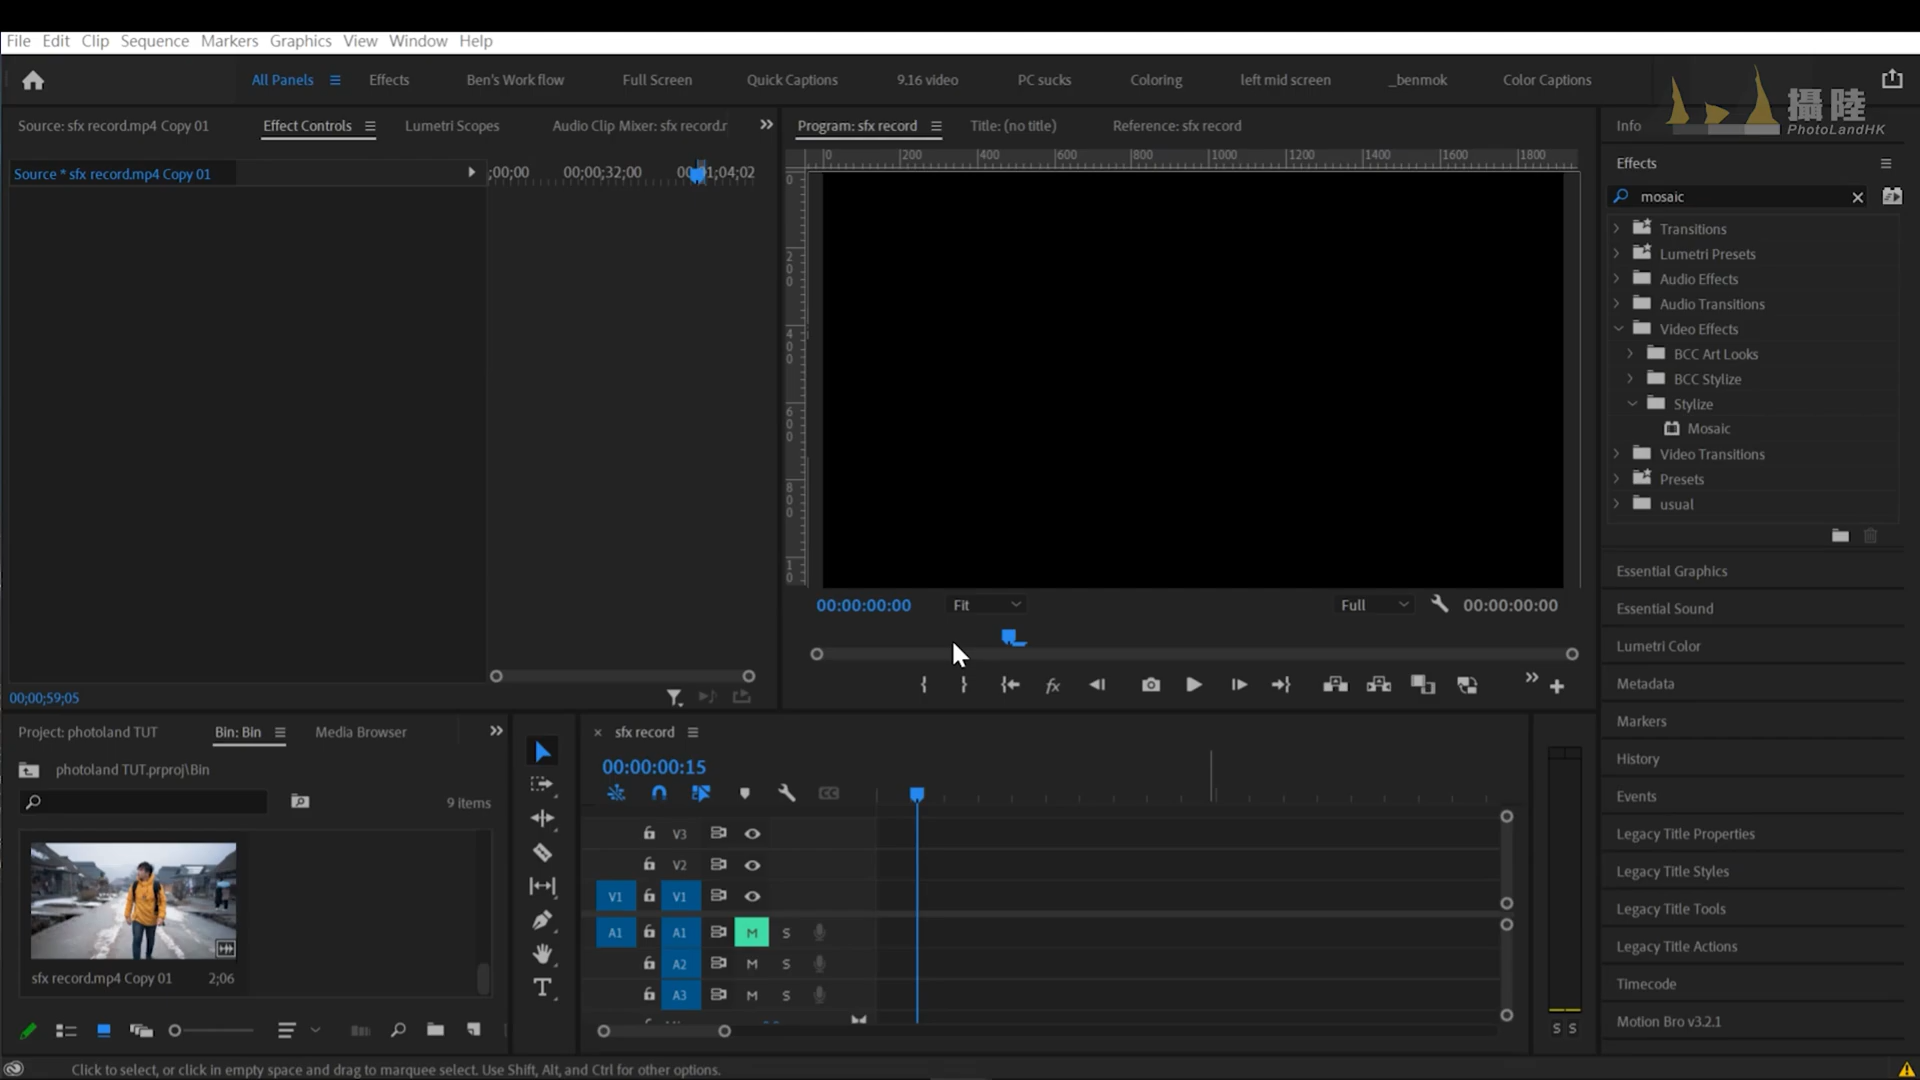 File Edit Clip Sequence Markers Graphics View Window Help
All Panels Effects Ben's Work flow Full Screen Quick Captions 9.16 video PC sucks Coloring left mid screen _benmok Color Captions
攝陸
PhotoLandHK
Source: sfx record.mp4 Copy 01 Effect Controls Lumetri Scopes Audio Clip Mixer: sfx record.r
Source * sfx record.mp4 Copy 01
;00;00 00;00;32;00
00;00;59;05
Program: sfx record Title: (no title) Reference: sfx record
0 200 400 600 800 1000 1200 1400 1600 1800
0
200
400
600
800
10
00:00:00:00 Fit Full 00:00:00:00
Info
Effects
mosaic
Transitions
Lumetri Presets
Audio Effects
Audio Transitions
Video Effects
BCC Art Looks
BCC Stylize
Stylize
Mosaic
Video Transitions
Presets
usual
Essential Graphics
Essential Sound
Lumetri Color
Metadata
Markers
History
Events
Legacy Title Properties
Legacy Title Styles
Legacy Title Tools
Legacy Title Actions
Timecode
Motion Bro v3.2.1
Project: photoland TUT Bin: Bin Media Browser
photoland TUT.prproj\Bin
9 items
sfx record.mp4 Copy 01 2:06
sfx record
00:00:00:15
V3
V2
V1 V1
A1 A1 M S
A2 M S
A3 M S
S S
Click to select, or click in empty space and drag to marquee select. Use Shift, Alt, and Ctrl for other options.